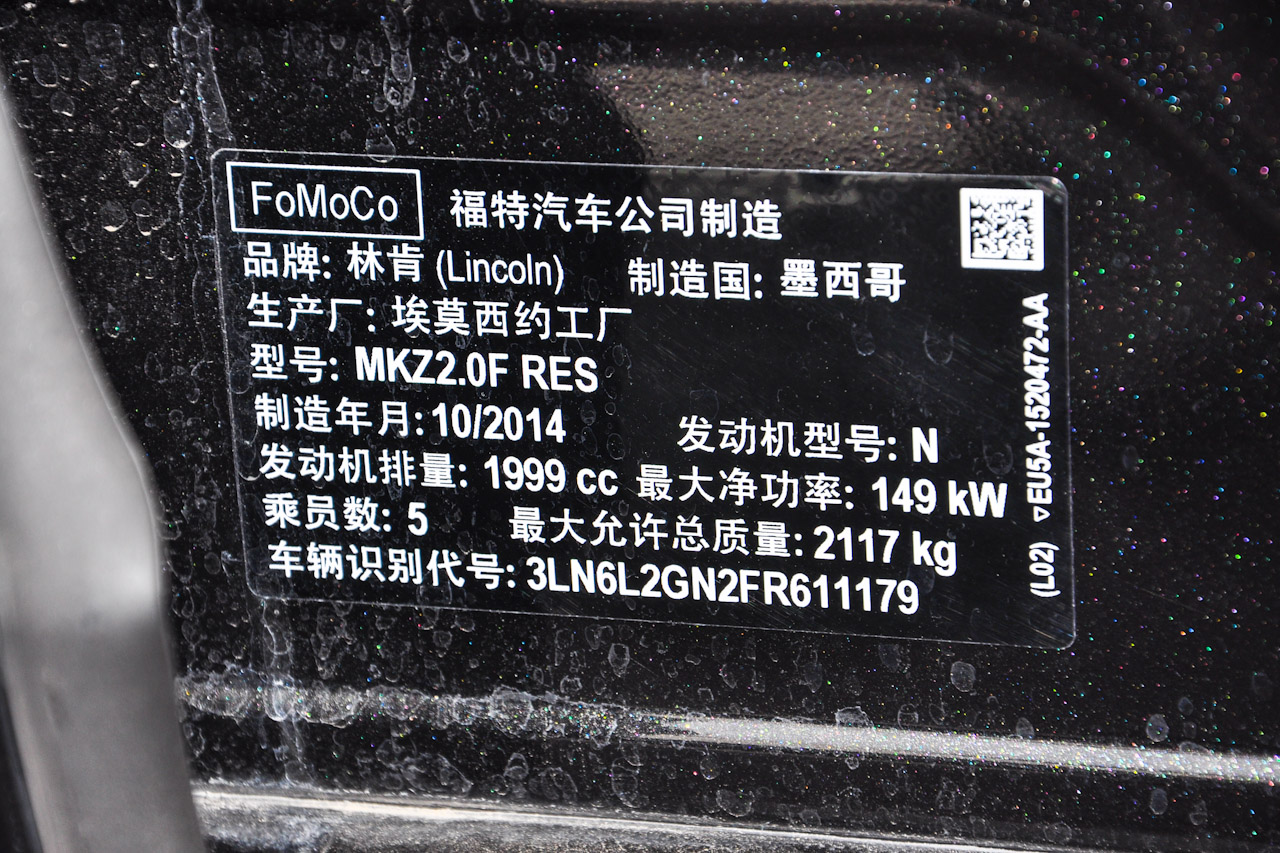 FoMoCo 福特汽车公司制造
品牌: 林肯 (Lincoln) 制造国: 墨西哥
生产厂: 埃莫西约工厂
型号: MKZ2.0F RES
制造年月: 10/2014 发动机型号: N
发动机排量: 1999 cc 最大净功率: 149 kW
乘员数: 5 最大允许总质量: 2117 kg
车辆识别代号: 3LN6L2GN2FR611179
(L02) ▽EU5A-1520472-AA